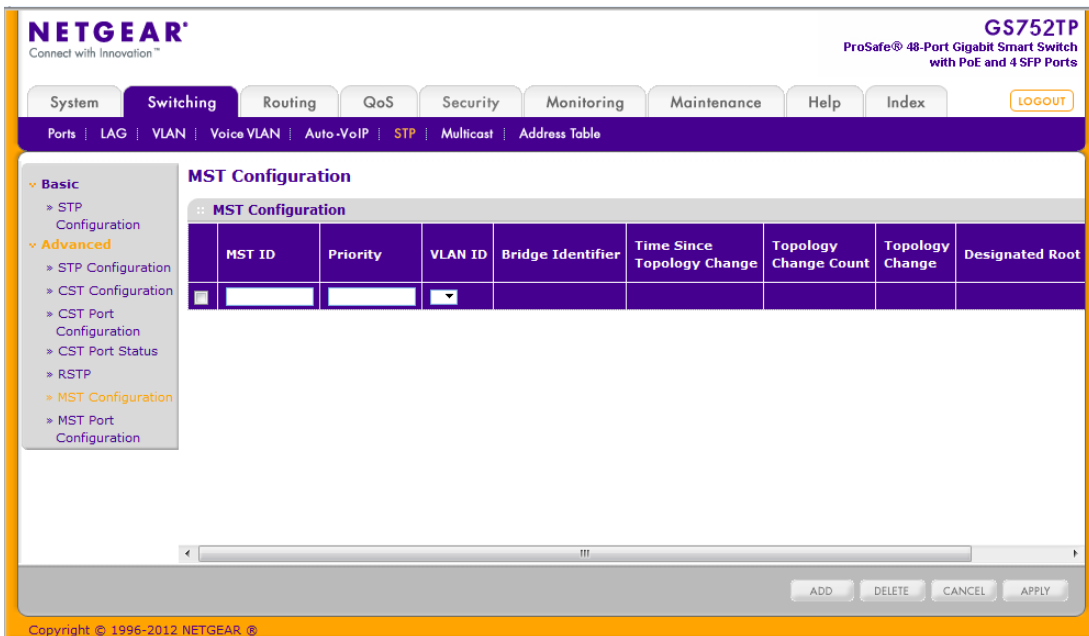 NETGEAR®
Connect with Innovation™
GS752TP
ProSafe® 48-Port Gigabit Smart Switch
with PoE and 4 SFP Ports
System Switching Routing QoS Security Monitoring Maintenance Help Index LOGOUT
Ports | LAG | VLAN | Voice VLAN | Auto-VoIP | STP | Multicast | Address Table
Basic
» STP
Configuration
Advanced
» STP Configuration
» CST Configuration
» CST Port
Configuration
» CST Port Status
» RSTP
» MST Configuration
» MST Port
Configuration
MST Configuration
MST Configuration
MST ID Priority VLAN ID Bridge Identifier Time Since Topology Change Topology Change Count Topology Change Designated Root
ADD DELETE CANCEL APPLY
Copyright © 1996-2012 NETGEAR ®